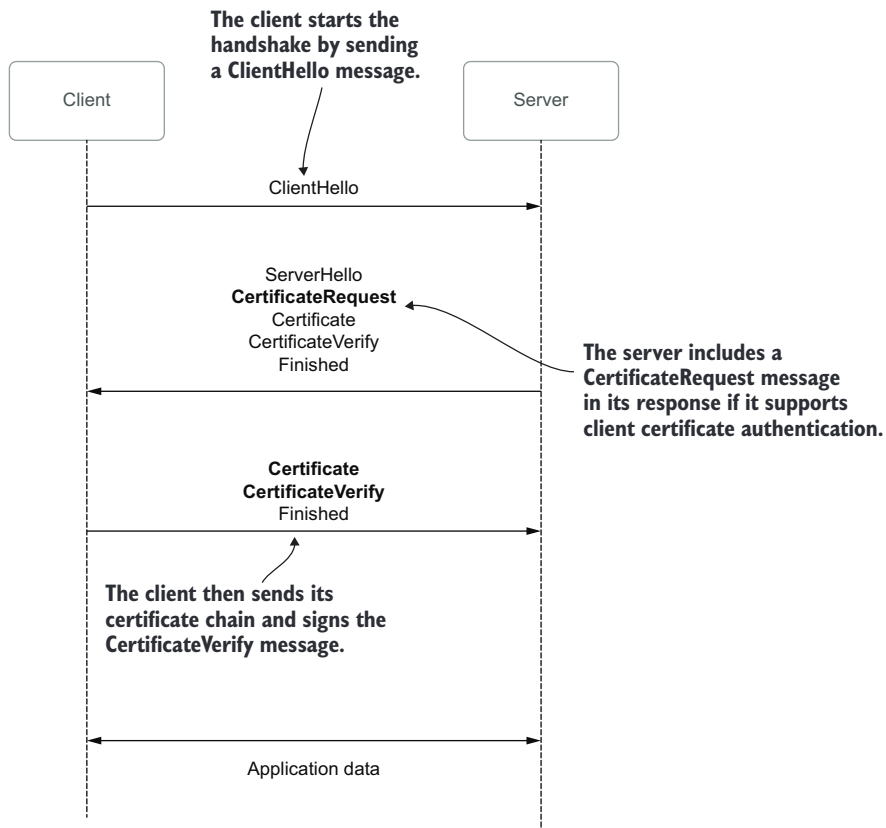 The client starts the
handshake by sending
a ClientHello message.
Client
Server
ClientHello
ServerHello
CertificateRequest
Certificate
CertificateVerify
Finished
The server includes a
CertificateRequest message
in its response if it supports
client certificate authentication.
Certificate
CertificateVerify
Finished
The client then sends its
certificate chain and signs the
CertificateVerify message.
Application data